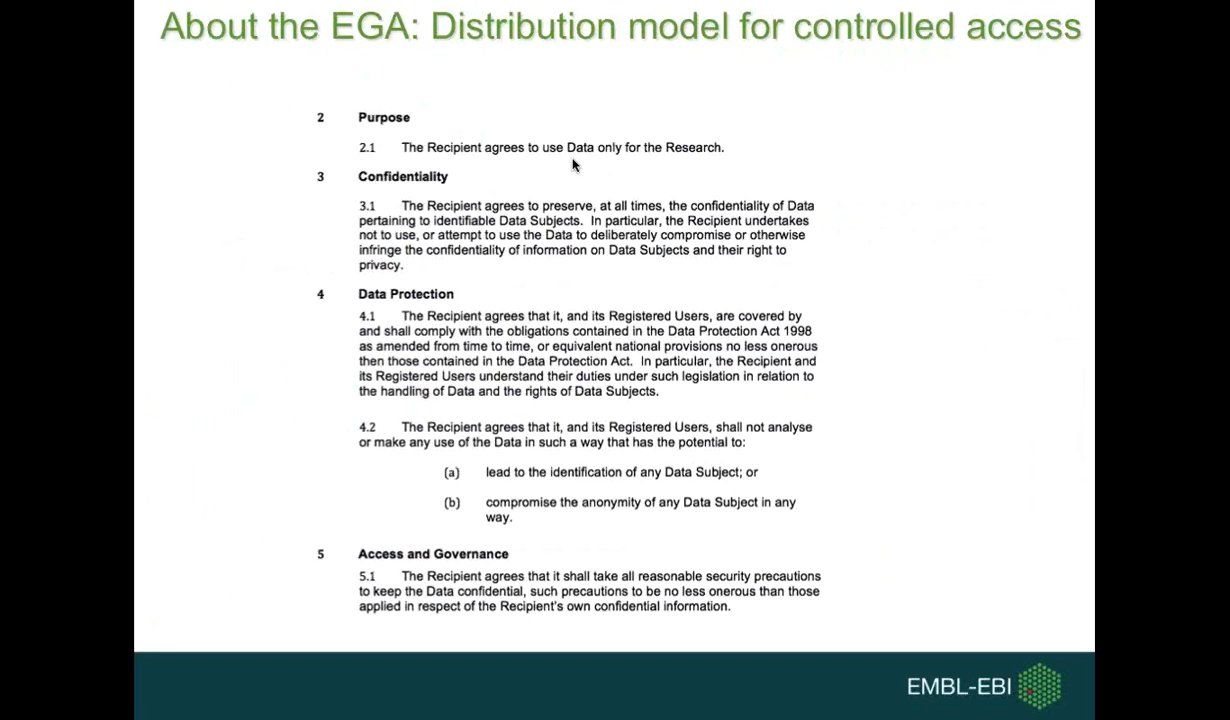 About the EGA: Distribution model for controlled access
2 Purpose
2.1 The Recipient agrees to use Data only for the Research.
3 Confidentiality
3.1 The Recipient agrees to preserve, at all times, the confidentiality of Data
pertaining to identifiable Data Subjects. In particular, the Recipient undertakes
not to use, or attempt to use the Data to deliberately compromise or otherwise
infringe the confidentiality of information on Data Subjects and their right to
privacy.
4 Data Protection
4.1 The Recipient agrees that it, and its Registered Users, are covered by
and shall comply with the obligations contained in the Data Protection Act 1998
as amended from time to time, or equivalent national provisions no less onerous
then those contained in the Data Protection Act. In particular, the Recipient and
its Registered Users understand their duties under such legislation in relation to
the handling of Data and the rights of Data Subjects.
4.2 The Recipient agrees that it, and its Registered Users, shall not analyse
or make any use of the Data in such a way that has the potential to:
(a) lead to the identification of any Data Subject; or
(b) compromise the anonymity of any Data Subject in any
way.
5 Access and Governance
5.1 The Recipient agrees that it shall take all reasonable security precautions
to keep the Data confidential, such precautions to be no less onerous than those
applied in respect of the Recipient's own confidential information.
EMBL-EBI